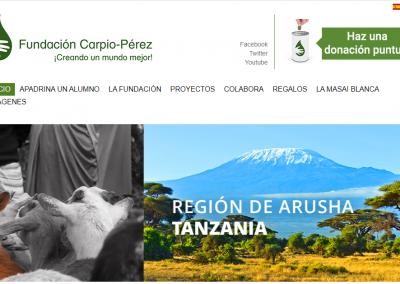 Fundación Carpio-Pérez
¡Creando un mundo mejor!
Facebook
Twitter
Youtube
Haz una
donación puntu
CIO
APADRINA UN ALUMNO
LA FUNDACIÓN
PROYECTOS
COLABORA
REGALOS
LA MASAI BLANCA
AGENES
REGIÓN DE ARUSHA
TANZANIA